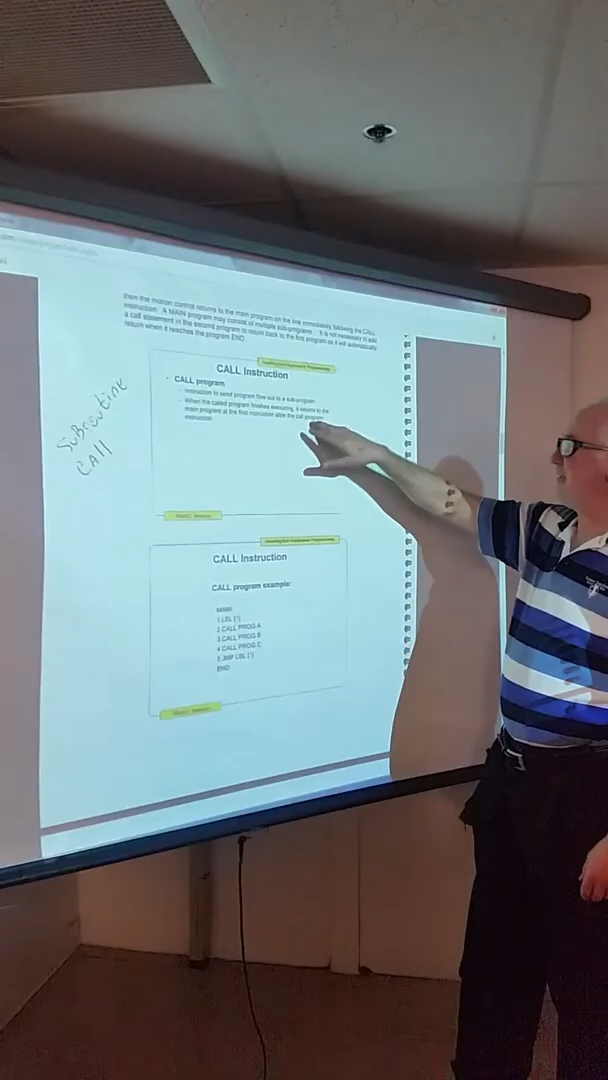 then the motion control returns to the main program on the line immediately following the CALL
instruction. A MAIN program may consist of multiple sub-programs. It is not necessary to add
a call statement in the second program to return back to the first program as it will automatically
return when it reaches the program END.
CALL Instruction
CALL program
Instruction to send program flow out to a sub-program
When the called program finishes executing, it returns to the
main program at the first instruction after the call program
instruction
SUBROUTINE
CALL
CALL Instruction
CALL program example:
MAIN
1 LBL [1]
2 CALL PROG A
3 CALL PROG B
4 CALL PROG C
5 JMP LBL [1]
END